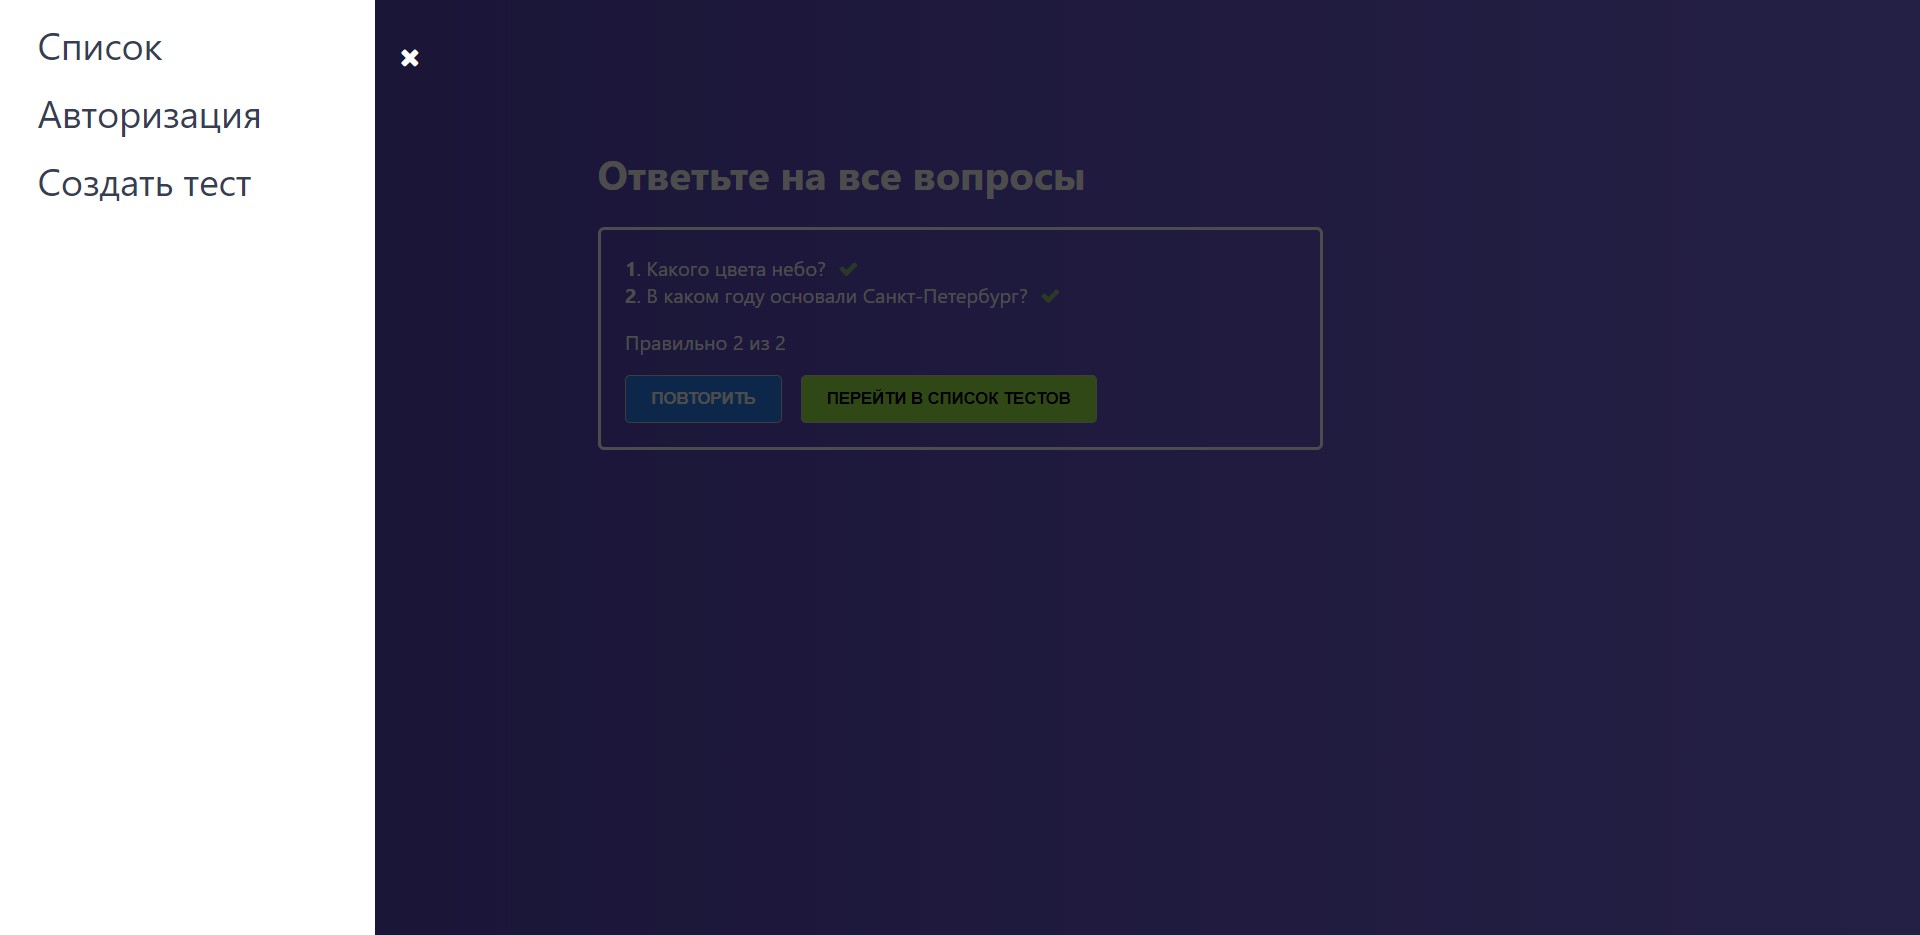 Список
Авторизация
Создать тест
Ответьте на все вопросы
1. Какого цвета небо?
2. В каком году основали Санкт-Петербург?
Правильно 2 из 2
ПОВТОРИТЬ
ПЕРЕЙТИ В СПИСОК ТЕСТОВ